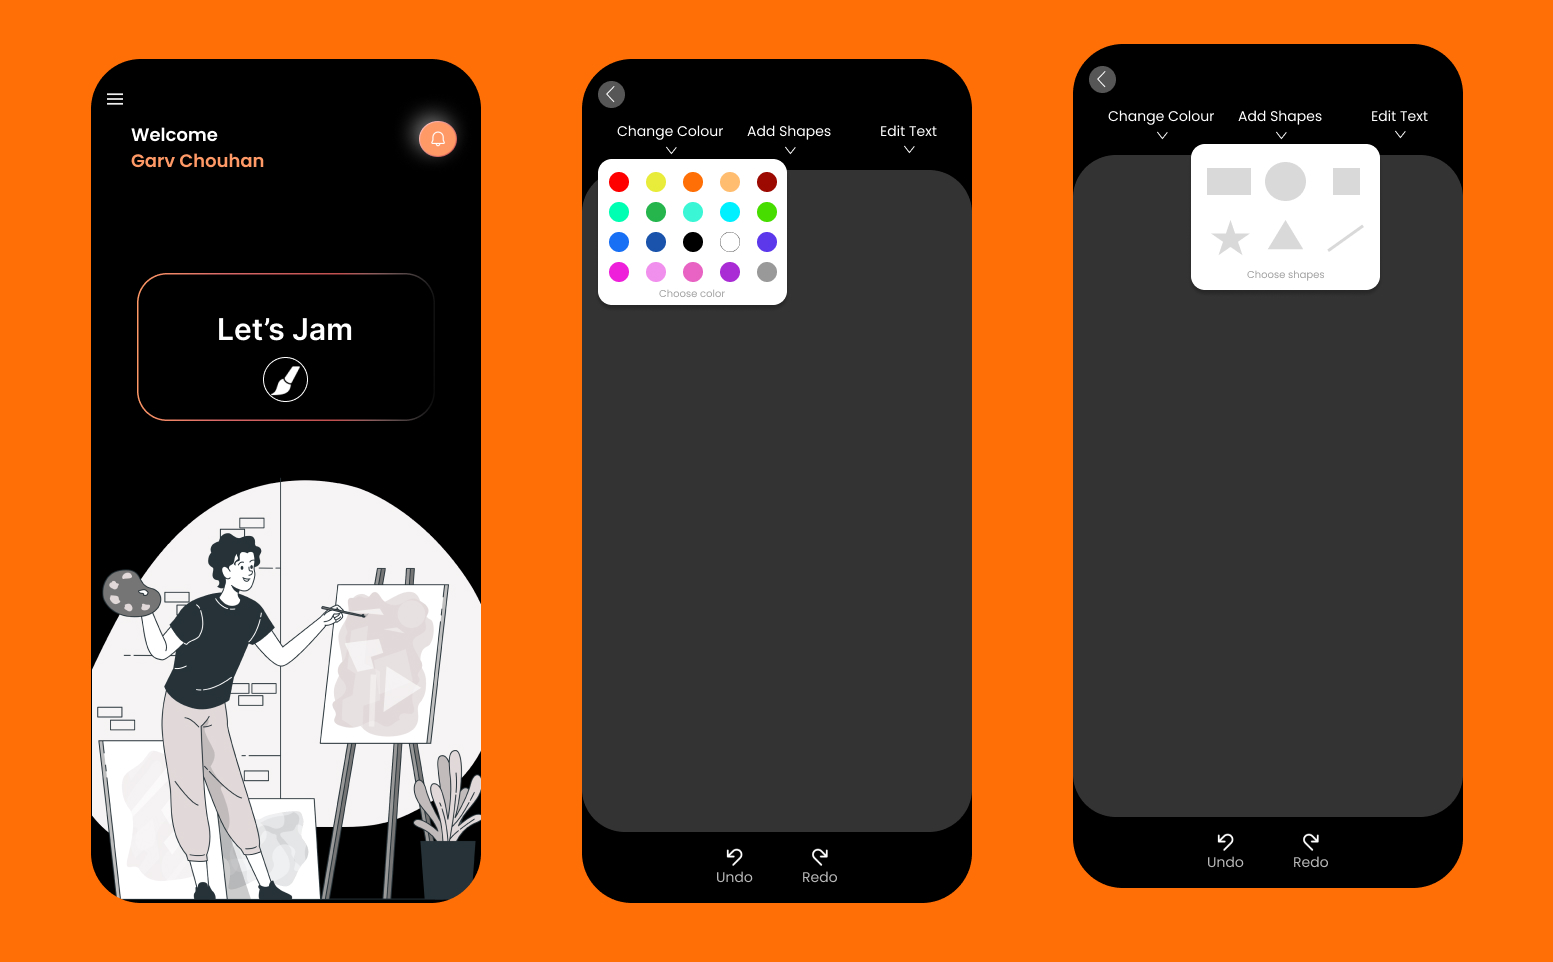 Welcome
Garv Chouhan
Let's Jam
Change Colour
Add Shapes
Edit Text
Choose color
Undo
Redo
Change Colour
Add Shapes
Edit Text
Choose shapes
Undo
Redo